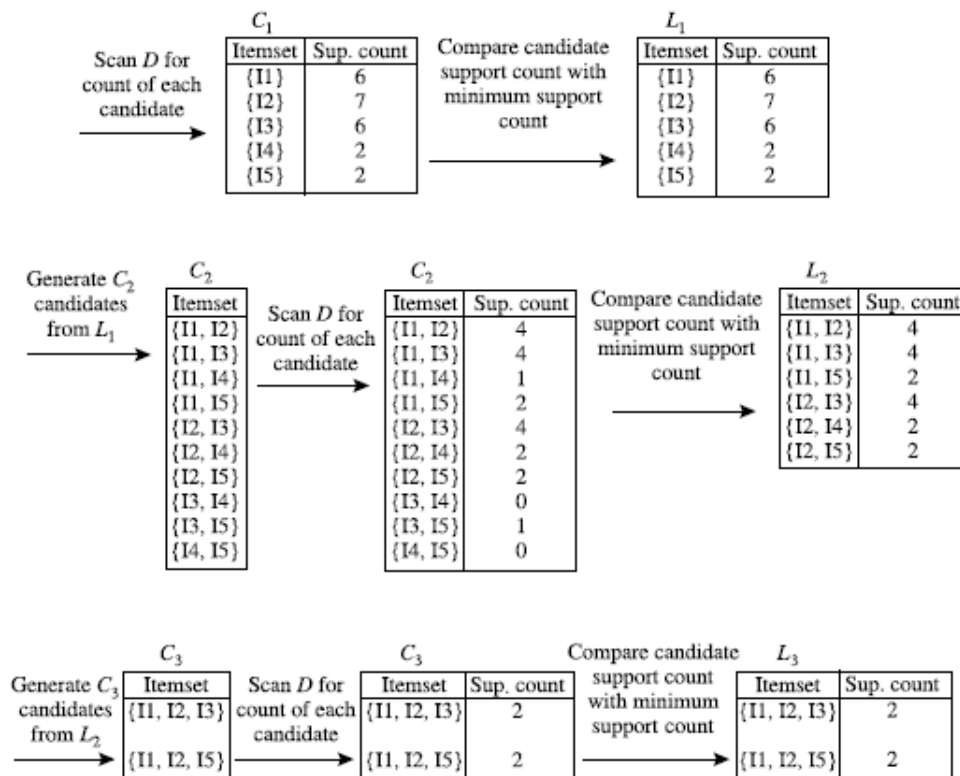 C1
L1
Scan D for
count of each
candidate
Itemset Sup. count
{I1} 6
{I2} 7
{I3} 6
{I4} 2
{I5} 2
Compare candidate
support count with
minimum support
count
Itemset Sup. count
{I1} 6
{I2} 7
{I3} 6
{I4} 2
{I5} 2
Generate C2
candidates
from L1
C2
Itemset
{I1, I2}
{I1, I3}
{I1, I4}
{I1, I5}
{I2, I3}
{I2, I4}
{I2, I5}
{I3, I4}
{I3, I5}
{I4, I5}
Scan D for
count of each
candidate
C2
Itemset Sup. count
{I1, I2} 4
{I1, I3} 4
{I1, I4} 1
{I1, I5} 2
{I2, I3} 4
{I2, I4} 2
{I2, I5} 2
{I3, I4} 0
{I3, I5} 1
{I4, I5} 0
Compare candidate
support count with
minimum support
count
L2
Itemset Sup. count
{I1, I2} 4
{I1, I3} 4
{I1, I5} 2
{I2, I3} 4
{I2, I4} 2
{I2, I5} 2
Generate C3
candidates
from L2
C3
Itemset
{I1, I2, I3}
{I1, I2, I5}
Scan D for
count of each
candidate
C3
Itemset Sup. count
{I1, I2, I3} 2
{I1, I2, I5} 2
Compare candidate
support count
with minimum
support count
L3
Itemset Sup. count
{I1, I2, I3} 2
{I1, I2, I5} 2